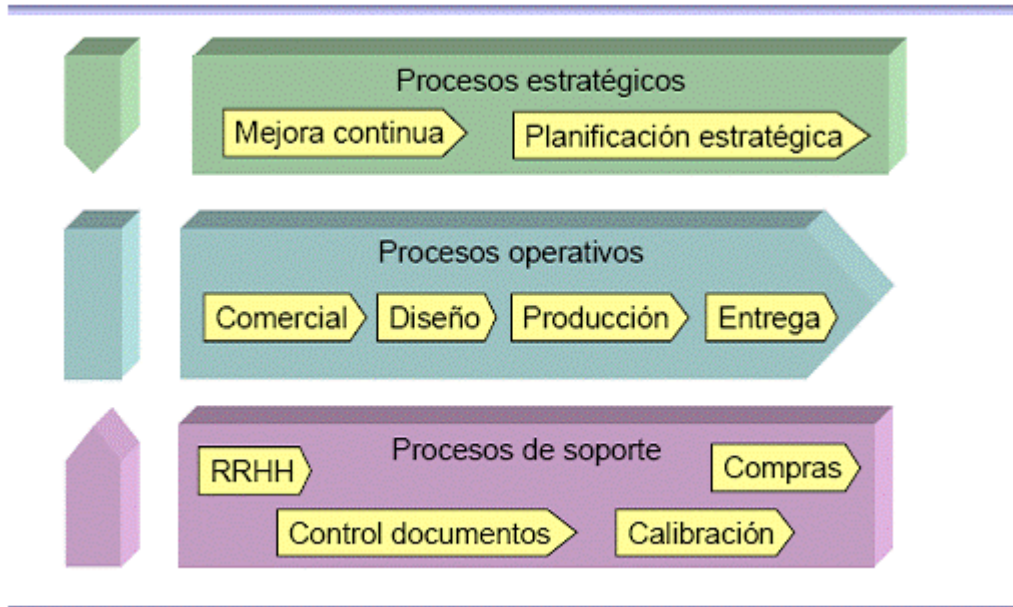 Procesos estratégicos
Mejora continua
Planificación estratégica
Procesos operativos
Comercial
Diseño
Producción
Entrega
Procesos de soporte
RRHH
Compras
Control documentos
Calibración